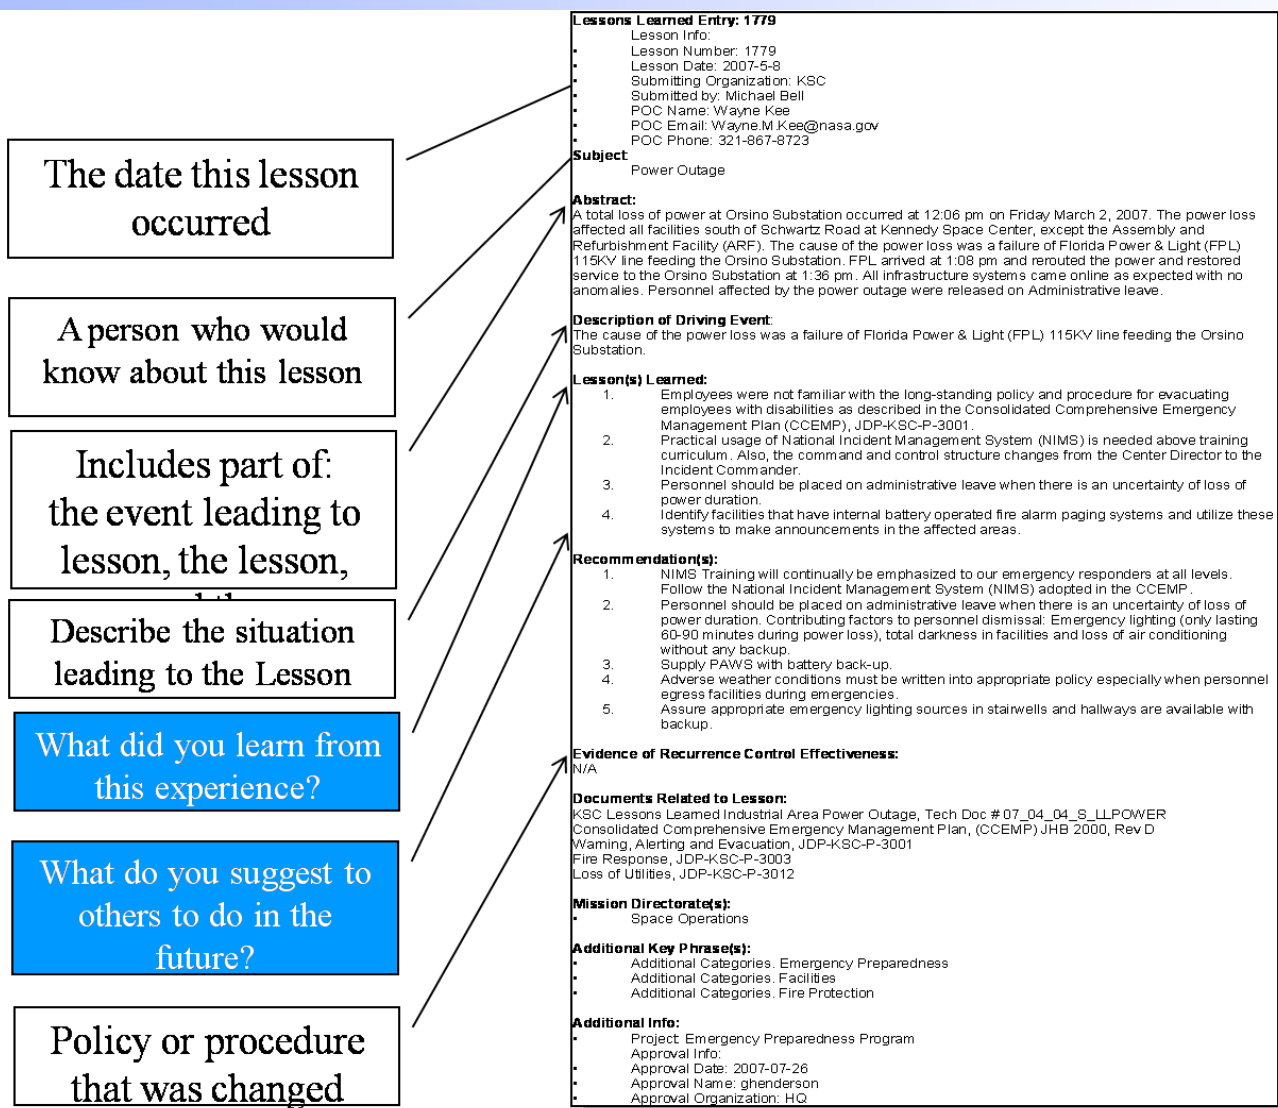 The date this lesson
occurred
A person who would
know about this lesson
Includes part of:
the event leading to
lesson, the lesson,
Describe the situation
leading to the Lesson
What did you learn from
this experience?
What do you suggest to
others to do in the
future?
Policy or procedure
that was changed
Lessons Learned Entry: 1779
Lesson Info:
▪ Lesson Number: 1779
▪ Lesson Date: 2007-5-8
▪ Submitting Organization: KSC
▪ Submitted by: Michael Bell
▪ POC Name: Wayne Kee
▪ POC Email: Wayne.M.Kee@nasa.gov
▪ POC Phone: 321-867-8723
Subject:
Power Outage
Abstract:
A total loss of power at Orsino Substation occurred at 12:06 pm on Friday March 2, 2007. The power loss
affected all facilities south of Schwartz Road at Kennedy Space Center, except the Assembly and
Refurbishment Facility (ARF). The cause of the power loss was a failure of Florida Power & Light (FPL)
115KV line feeding the Orsino Substation. FPL arrived at 1:08 pm and rerouted the power and restored
service to the Orsino Substation at 1:36 pm. All infrastructure systems came online as expected with no
anomalies. Personnel affected by the power outage were released on Administrative leave.
Description of Driving Event:
The cause of the power loss was a failure of Florida Power & Light (FPL) 115KV line feeding the Orsino
Substation.
Lesson(s) Learned:
1. Employees were not familiar with the long-standing policy and procedure for evacuating
employees with disabilities as described in the Consolidated Comprehensive Emergency
Management Plan (CCEMP), JDP-KSC-P-3001.
2. Practical usage of National Incident Management System (NIMS) is needed above training
curriculum. Also, the command and control structure changes from the Center Director to the
Incident Commander.
3. Personnel should be placed on administrative leave when there is an uncertainty of loss of
power duration.
4. Identify facilities that have internal battery operated fire alarm paging systems and utilize these
systems to make announcements in the affected areas.
Recommendation(s):
1. NIMS Training will continually be emphasized to our emergency responders at all levels.
Follow the National Incident Management System (NIMS) adopted in the CCEMP.
2. Personnel should be placed on administrative leave when there is an uncertainty of loss of
power duration. Contributing factors to personnel dismissal: Emergency lighting (only lasting
60-90 minutes during power loss), total darkness in facilities and loss of air conditioning
without any backup.
3. Supply PAWS with battery back-up.
4. Adverse weather conditions must be written into appropriate policy especially when personnel
egress facilities during emergencies.
5. Assure appropriate emergency lighting sources in stairwells and hallways are available with
backup.
Evidence of Recurrence Control Effectiveness:
N/A
Documents Related to Lesson:
KSC Lessons Learned Industrial Area Power Outage, Tech Doc # 07_04_04_S_LLPOWER
Consolidated Comprehensive Emergency Management Plan, (CCEMP) JHB 2000, Rev D
Warning, Alerting and Evacuation, JDP-KSC-P-3001
Fire Response, JDP-KSC-P-3003
Loss of Utilities, JDP-KSC-P-3012
Mission Directorate(s):
▪ Space Operations
Additional Key Phrase(s):
▪ Additional Categories. Emergency Preparedness
▪ Additional Categories. Facilities
▪ Additional Categories. Fire Protection
Additional Info:
▪ Project: Emergency Preparedness Program
Approval Info:
▪ Approval Date: 2007-07-26
▪ Approval Name: ghenderson
▪ Approval Organization: HQ